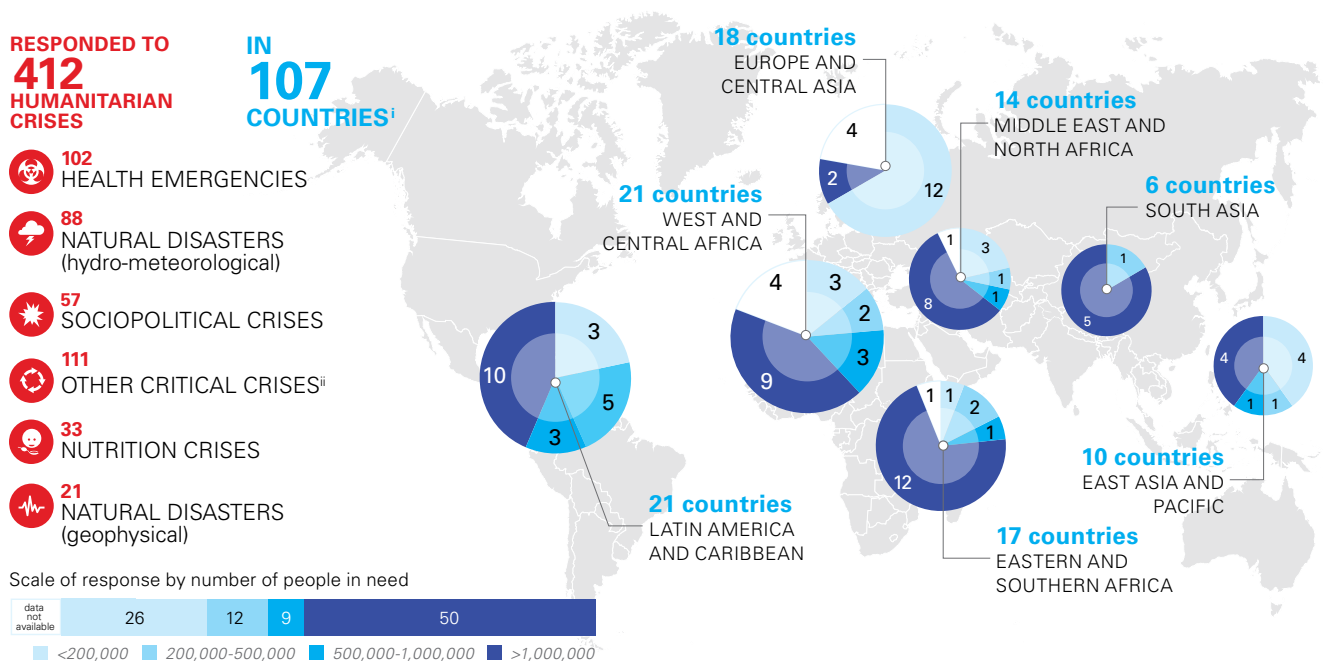 RESPONDED TO
412
HUMANITARIAN
CRISES
IN
107
COUNTRIESⁱ
102
HEALTH EMERGENCIES
88
NATURAL DISASTERS
(hydro-meteorological)
57
SOCIOPOLITICAL CRISES
111
OTHER CRITICAL CRISESⁱⁱ
33
NUTRITION CRISES
21
NATURAL DISASTERS
(geophysical)
18 countries
EUROPE AND
CENTRAL ASIA
4
2
12
14 countries
MIDDLE EAST AND
NORTH AFRICA
1
3
1
1
8
6 countries
SOUTH ASIA
1
5
21 countries
WEST AND
CENTRAL AFRICA
4
3
2
3
9
3
10
5
3
21 countries
LATIN AMERICA
AND CARIBBEAN
1
1
2
1
12
17 countries
EASTERN AND
SOUTHERN AFRICA
4
4
1
1
10 countries
EAST ASIA AND
PACIFIC
Scale of response by number of people in need
data
not
available
26
12
9
50
<200,000
200,000-500,000
500,000-1,000,000
>1,000,000